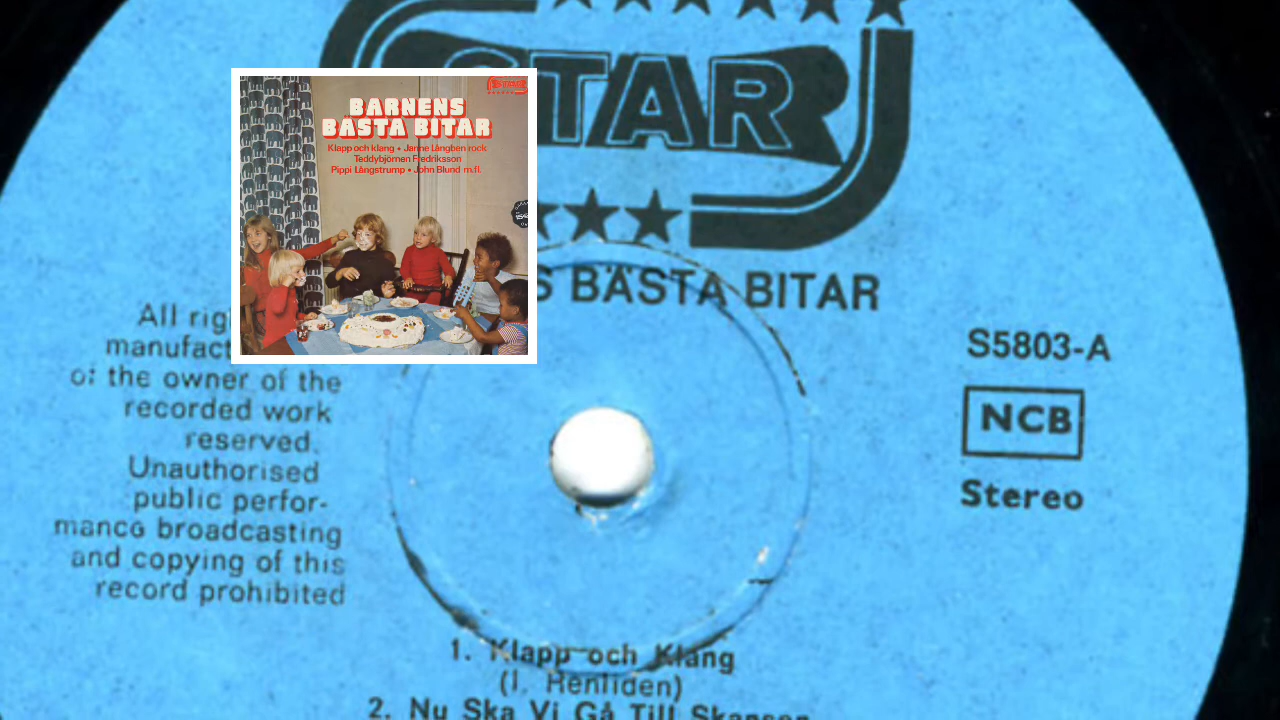 STAR
BARNENS
BÄSTA BITAR
Klapp och klang • Janne Långben rock
Teddybjörnen Fredriksson
Pippi Långstrump • John Blund m.fl.
BÄSTA BITAR
All
manufact
of the owner of the
recorded work
reserved.
Unauthorised
public perfor-
mance broadcasting
and copying of this
record prohibited
S5803-A
NCB
Stereo
1. Klapp och Klang
(I. Renliden)
2. Nu Ska Vi Gå Till Skansen